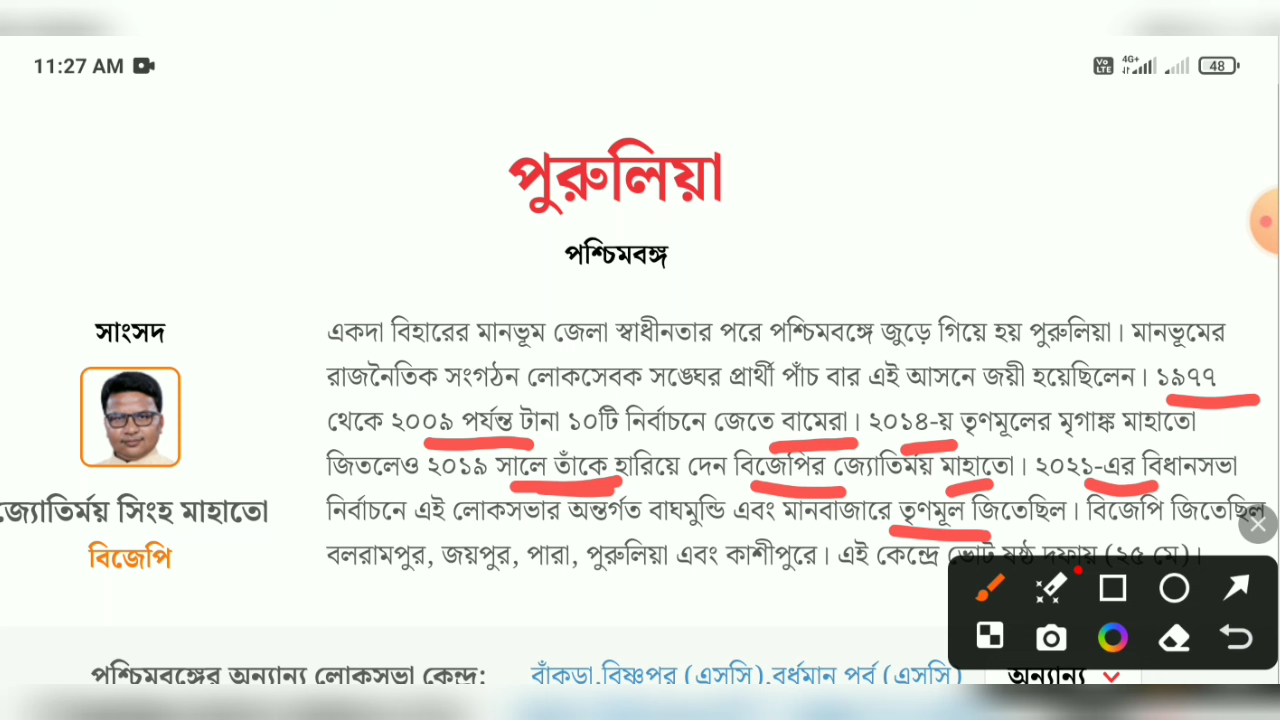 11:27 AM
Vo LTE 4G+ 48
পুরুলিয়া
পশ্চিমবঙ্গ
সাংসদ
জ্যোতির্ময় সিংহ মাহাতো
বিজেপি
একদা বিহারের মানভূম জেলা স্বাধীনতার পরে পশ্চিমবঙ্গে জুড়ে গিয়ে হয় পুরুলিয়া। মানভূমের
রাজনৈতিক সংগঠন লোকসেবক সঙ্ঘের প্রার্থী পাঁচ বার এই আসনে জয়ী হয়েছিলেন। ১৯৭৭
থেকে ২০০৯ পর্যন্ত টানা ১০টি নির্বাচনে জেতে বামেরা। ২০১৪-য় তৃণমূলের মৃগাঙ্ক মাহাতো
জিতলেও ২০১৯ সালে তাঁকে হারিয়ে দেন বিজেপির জ্যোতির্ময় মাহাতো। ২০২১-এর বিধানসভা
নির্বাচনে এই লোকসভার অন্তর্গত বাঘমুন্ডি এবং মানবাজারে তৃণমূল জিতেছিল। বিজেপি জিতেছিল
বলরামপুর, জয়পুর, পারা, পুরুলিয়া এবং কাশীপুরে। এই কেন্দ্রে ভোট ষষ্ঠ দফায় (২৫ মে)।
পশ্চিমবঙ্গের অন্যান্য লোকসভা কেন্দ্র: বাঁকুড়া,বিষ্ণুপুর (এসসি),বর্ধমান পূর্ব (এসসি) অন্যান্য